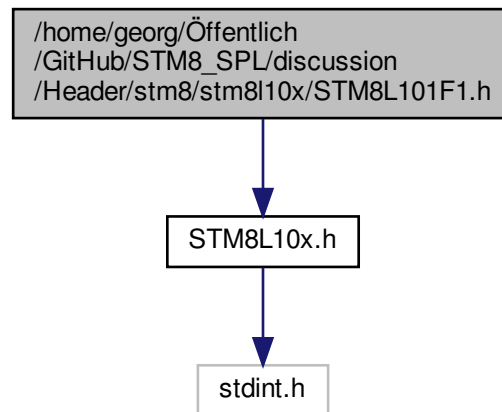 /home/georg/Öffentlich
/GitHub/STM8_SPL/discussion
/Header/stm8/stm8l10x/STM8L101F1.h
STM8L10x.h
stdint.h